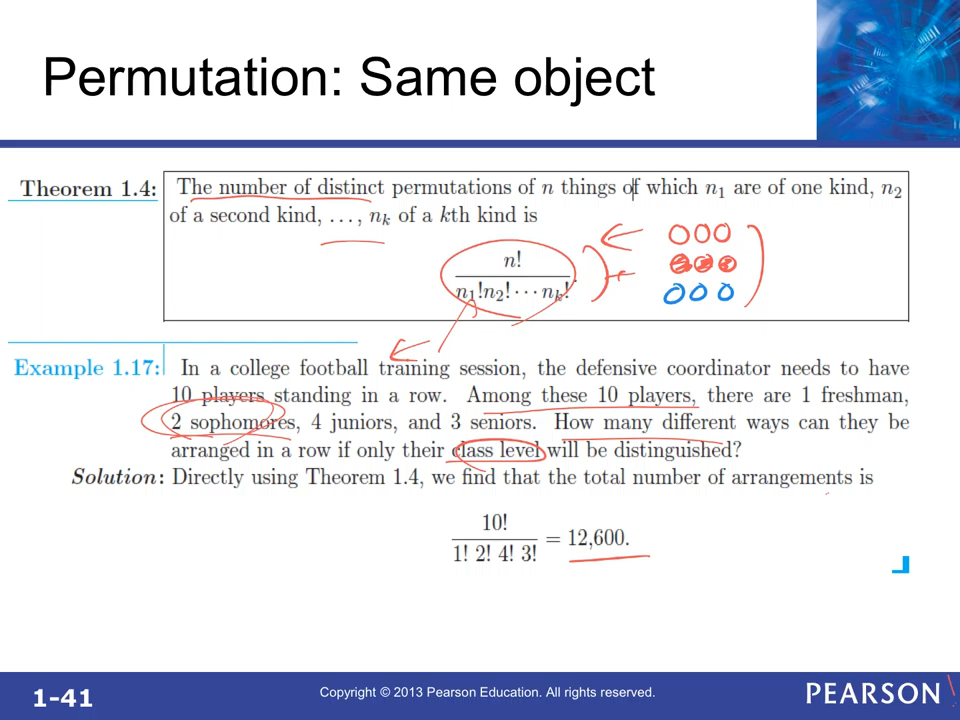 Permutation: Same object
Theorem 1.4: The number of distinct permutations of n things of which n₁ are of one kind, n₂
of a second kind, ..., nₖ of a kth kind is
n!
n₁!n₂!···nₖ!.
Example 1.17: In a college football training session, the defensive coordinator needs to have
10 players standing in a row. Among these 10 players, there are 1 freshman,
2 sophomores, 4 juniors, and 3 seniors. How many different ways can they be
arranged in a row if only their class level will be distinguished?
Solution: Directly using Theorem 1.4, we find that the total number of arrangements is
10!
1! 2! 4! 3!
= 12,600.
1-41
Copyright © 2013 Pearson Education. All rights reserved.
PEARSON